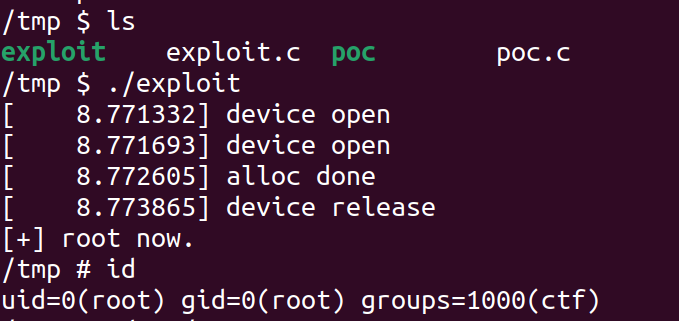 /tmp $ ls
exploit    exploit.c  poc        poc.c
/tmp $ ./exploit
[    8.771332] device open
[    8.771693] device open
[    8.772605] alloc done
[    8.773865] device release
[+] root now.
/tmp # id
uid=0(root) gid=0(root) groups=1000(ctf)